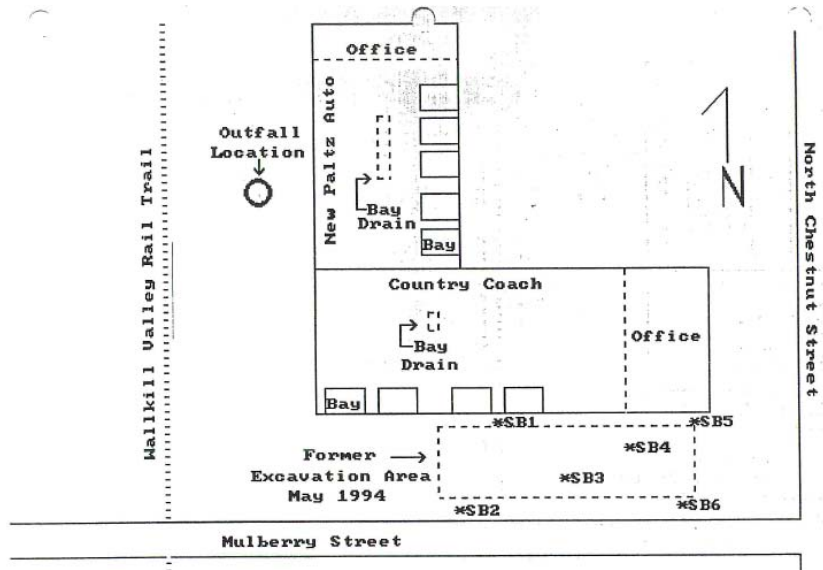 Office
New Paltz Auto
Outfall
Location
Bay
Drain
Bay
Wallkill Valley Rail Trail
N
North Chestnut Street
Country Coach
Bay
Drain
Office
Bay
*SB1
*SB5
*SB4
Former
Excavation Area
May 1994
*SB3
*SB2
*SB6
Mulberry Street